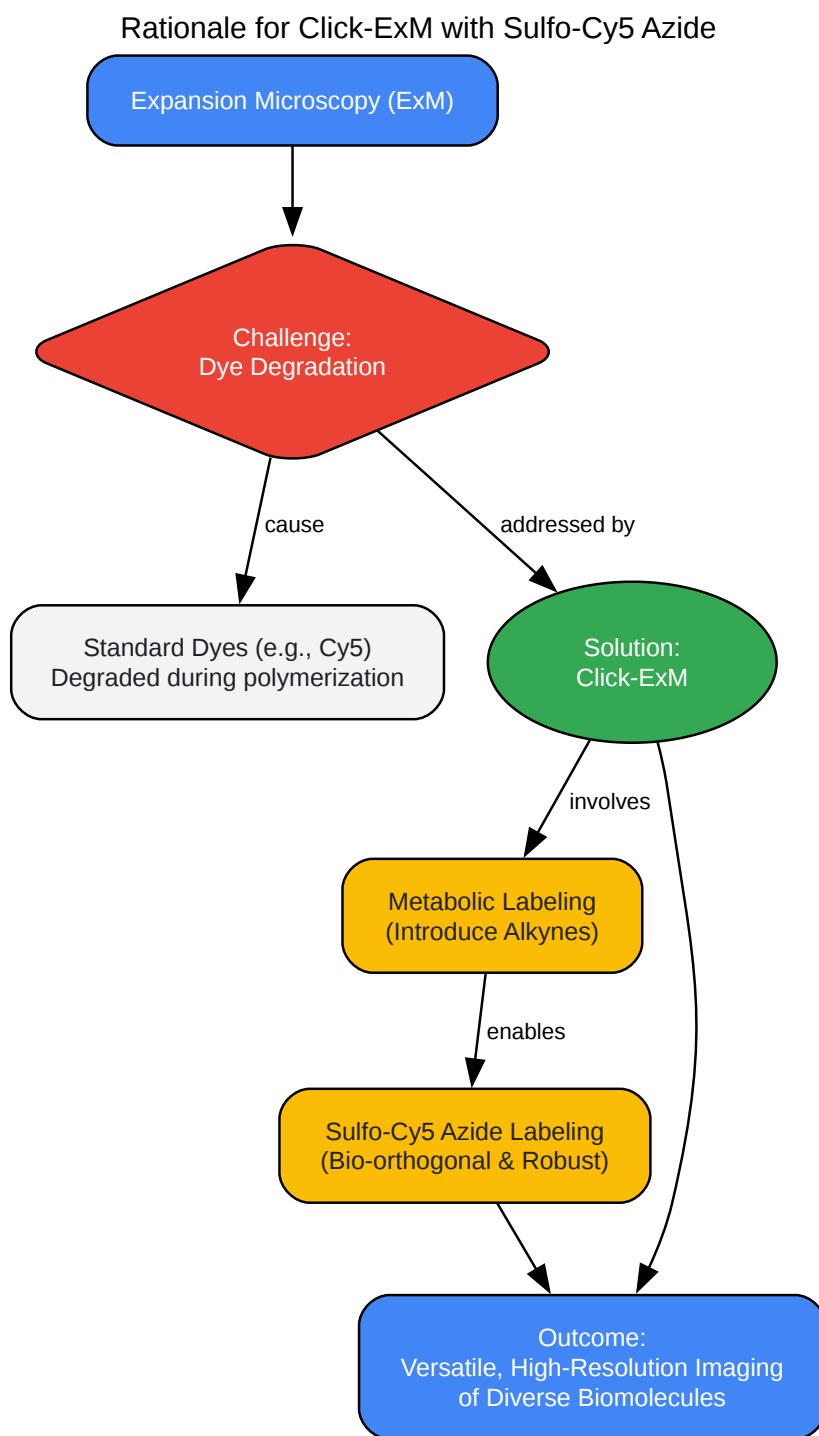 Rationale for Click-ExM with Sulfo-Cy5 Azide
Expansion Microscopy (ExM)
Challenge:
Dye Degradation
cause
addressed by
Standard Dyes (e.g., Cy5)
Degraded during polymerization
Solution:
Click-ExM
involves
Metabolic Labeling
(Introduce Alkynes)
enables
Sulfo-Cy5 Azide Labeling
(Bio-orthogonal & Robust)
Outcome:
Versatile, High-Resolution Imaging
of Diverse Biomolecules